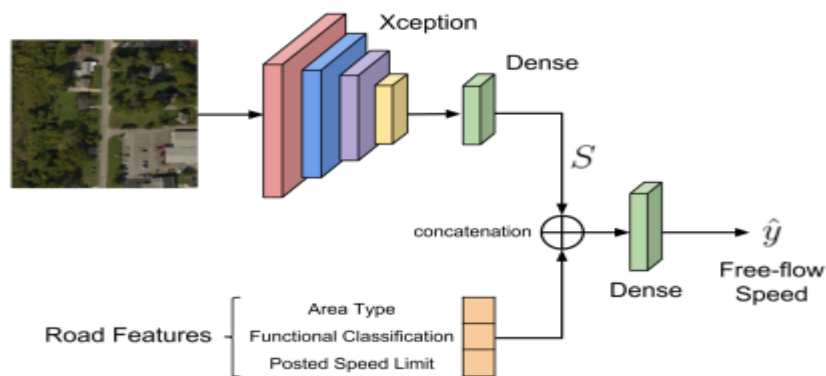 Xception
Dense
S
concatenation
ŷ
Dense
Free-flow
Speed
Road Features
Area Type
Functional Classification
Posted Speed Limit